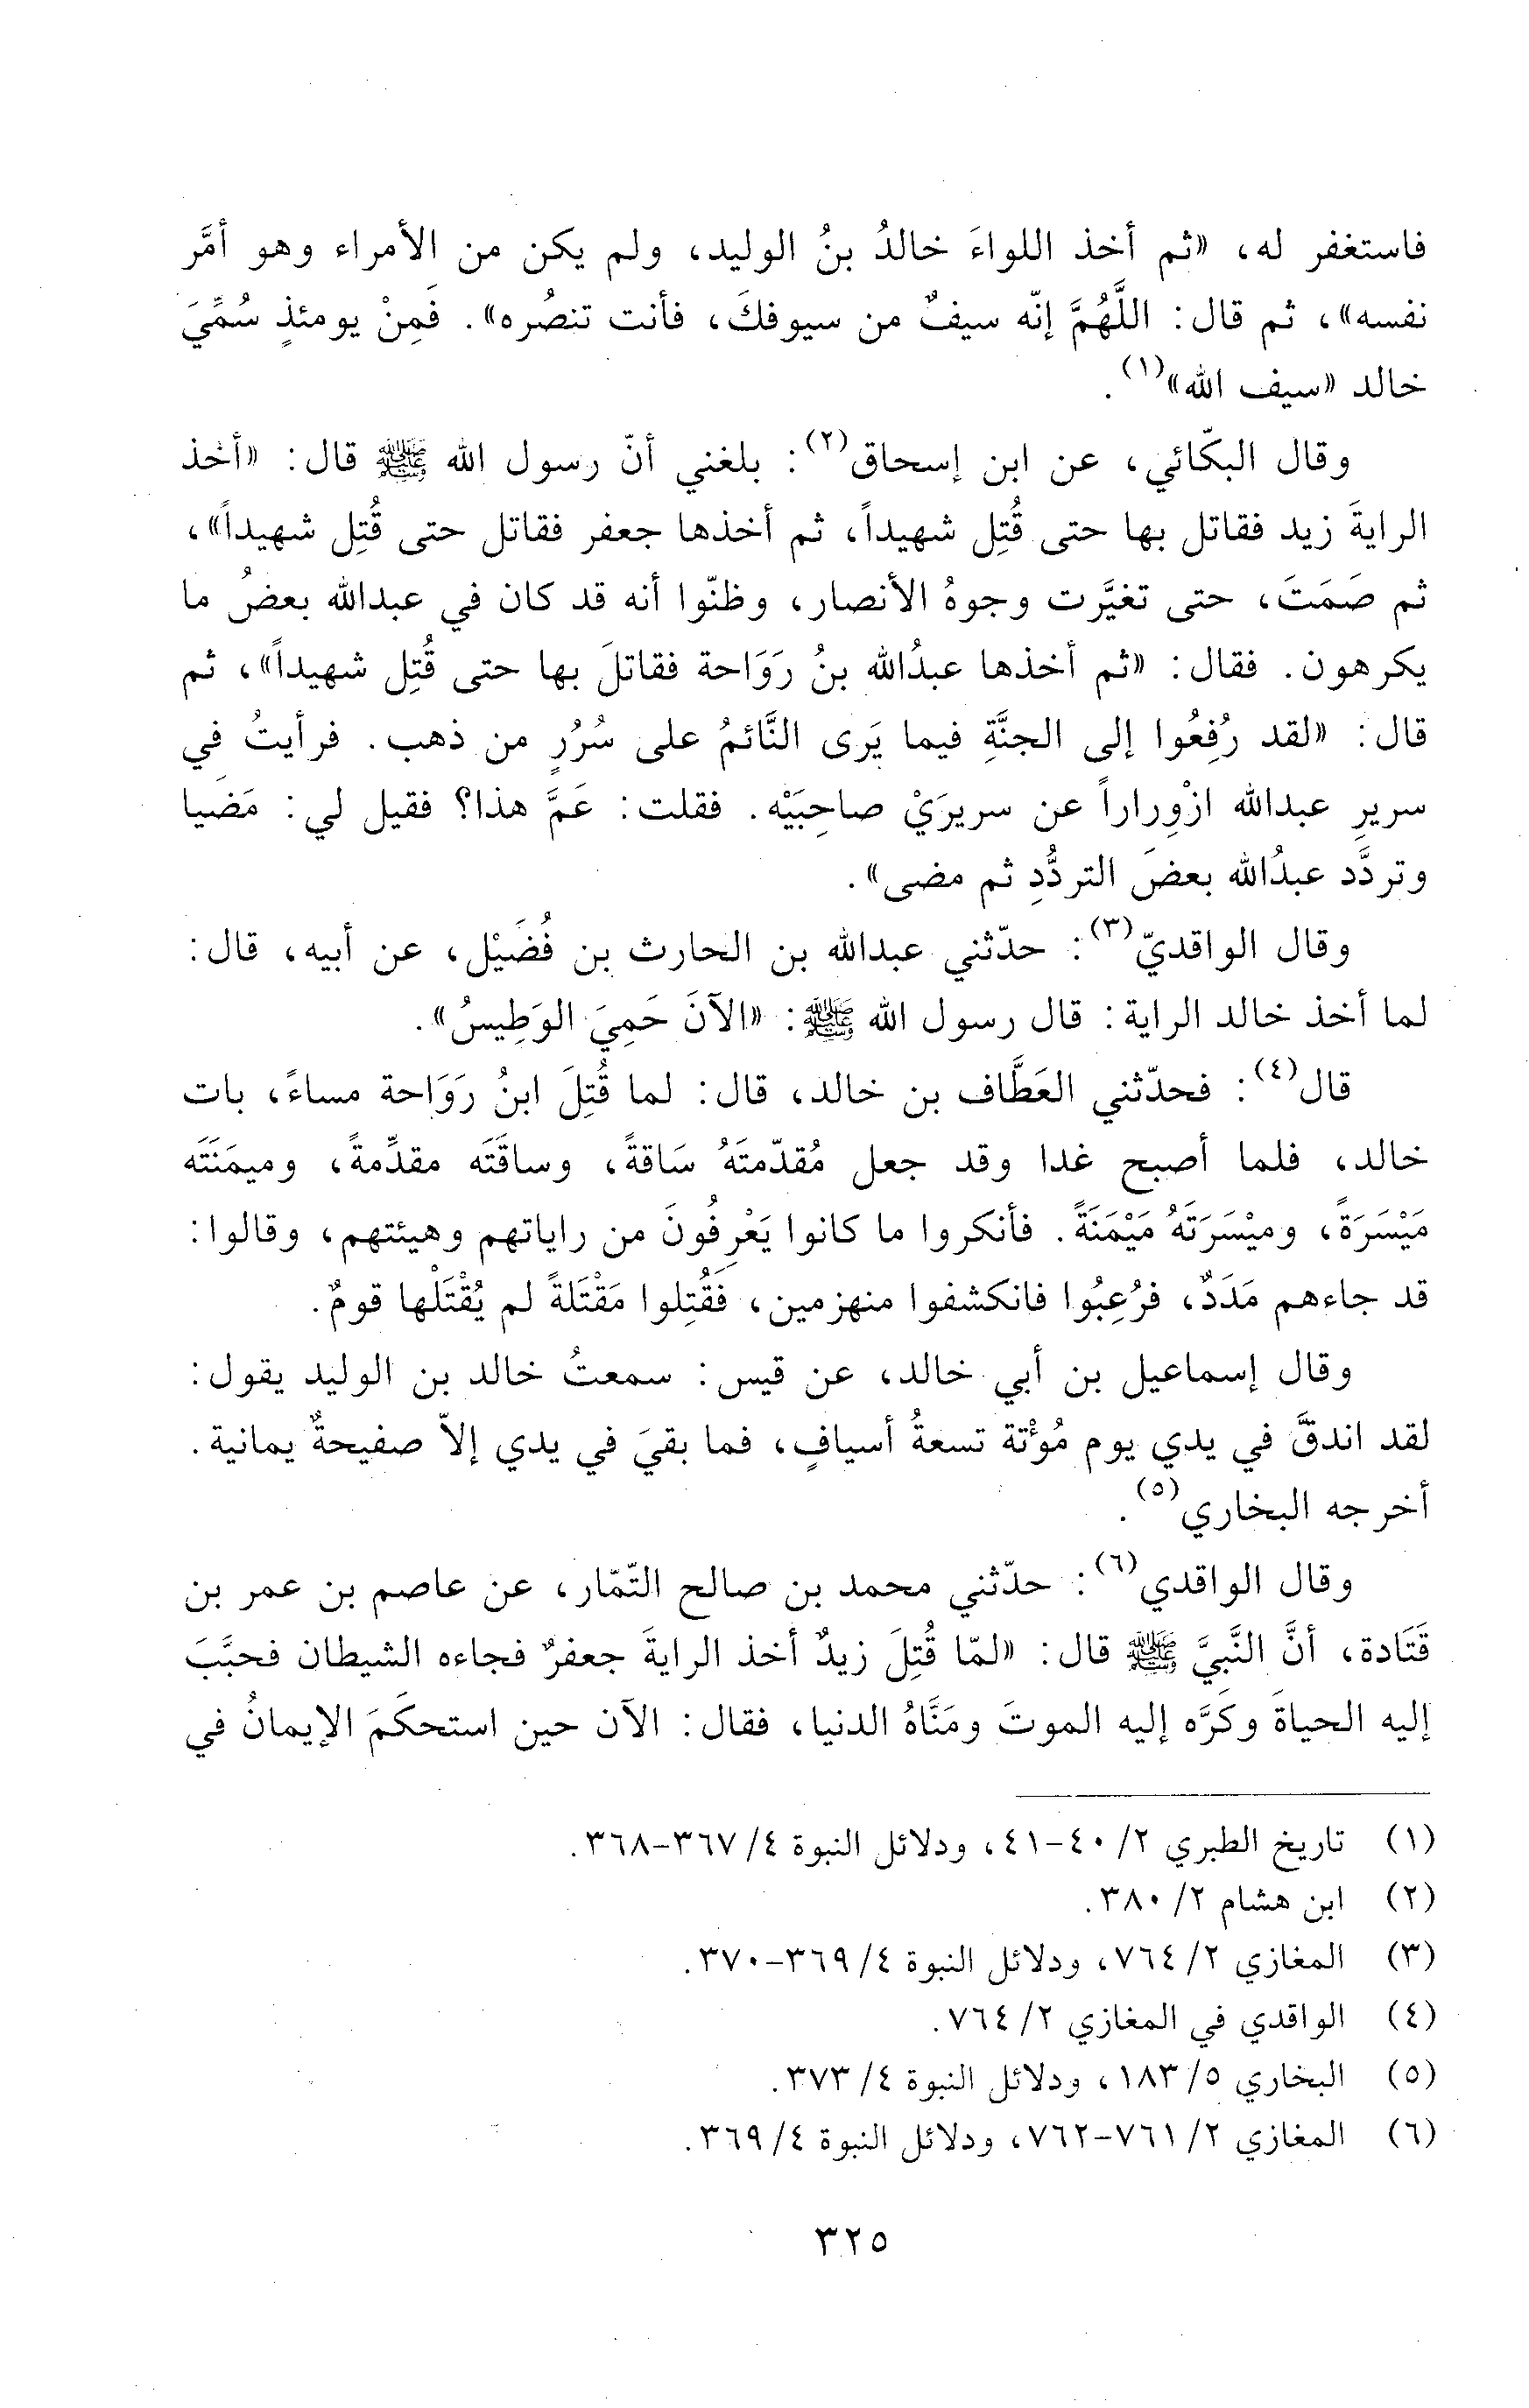 فاستغفر له، «ثم أخذ اللواءَ خالدُ بنُ الوليد، ولم يكن من الأمراء وهو أمَّر
نفسه»، ثم قال: اللَّهُمَّ إنّه سيفٌ من سيوفكَ، فأنت تنصُره». فَمِنْ يومئذٍ سُمِّيَ
خالد «سيف الله»(١).
وقال البكّائي، عن ابن إسحاق(٢): بلغني أنّ رسول الله ﷺ قال: «أخذ
الرايةَ زيد فقاتل بها حتى قُتِل شهيداً، ثم أخذها جعفر فقاتل حتى قُتِل شهيداً»،
ثم صَمَتَ، حتى تغيَّرت وجوهُ الأنصار، وظنّوا أنه قد كان في عبدالله بعضُ ما
يكرهون. فقال: «ثم أخذها عبدُالله بنُ رَوَاحة فقاتلَ بها حتى قُتِل شهيداً»، ثم
قال: «لقد رُفِعُوا إلى الجنَّةِ فيما يَرى النَّائمُ على سُرُرٍ من ذهب. فرأيتُ في
سريرِ عبدالله ازْوِراراً عن سريرَيْ صاحِبَيْه. فقلت: عَمَّ هذا؟ فقيل لي: مَضَيا
وتردَّد عبدُالله بعضَ التردُّدِ ثم مضى».
وقال الواقديّ(٣): حدّثني عبدالله بن الحارث بن فُضَيْل، عن أبيه، قال:
لما أخذ خالد الراية: قال رسول الله ﷺ: «الآنَ حَمِيَ الوَطِيسُ».
قال(٤): فحدّثني العَطَّاف بن خالد، قال: لما قُتِلَ ابنُ رَوَاحة مساءً، بات
خالد، فلما أصبح غدا وقد جعل مُقدّمتَهُ سَاقةً، وساقَتَه مقدِّمةً، وميمَنَتَه
مَيْسَرَةً، وميْسَرَتَهُ مَيْمَنَةً. فأنكروا ما كانوا يَعْرِفُونَ من راياتهم وهيئتهم، وقالوا:
قد جاءهم مَدَدٌ، فرُعِبُوا فانكشفوا منهزمين، فَقُتِلوا مَقْتَلةً لم يُقْتَلْها قومٌ.
وقال إسماعيل بن أبي خالد، عن قيس: سمعتُ خالد بن الوليد يقول:
لقد اندقَّ في يدي يوم مُوْتة تسعةُ أسيافٍ، فما بقيَ في يدي إلاّ صفيحةٌ يمانية.
أخرجه البخاري(٥).
وقال الواقدي(٦): حدّثني محمد بن صالح التّمّار، عن عاصم بن عمر بن
قَتَادة، أنَّ النَّبيَّ ﷺ قال: «لمّا قُتِلَ زيدٌ أخذ الرايةَ جعفرٌ فجاءه الشيطان فحبَّبَ
إليه الحياةَ وكَرَّه إليه الموتَ ومَنَّاهُ الدنيا، فقال: الآن حين استحكَمَ الإيمانُ في
(١) تاريخ الطبري ٢/ ٤٠-٤١، ودلائل النبوة ٤/ ٣٦٧-٣٦٨.
(٢) ابن هشام ٢/ ٣٨٠.
(٣) المغازي ٢/ ٧٦٤، ودلائل النبوة ٤/ ٣٦٩-٣٧٠.
(٤) الواقدي في المغازي ٢/ ٧٦٤.
(٥) البخاري ٥/ ١٨٣، ودلائل النبوة ٤/ ٣٧٣.
(٦) المغازي ٢/ ٧٦١-٧٦٢، ودلائل النبوة ٤/ ٣٦٩.
٣٢٥